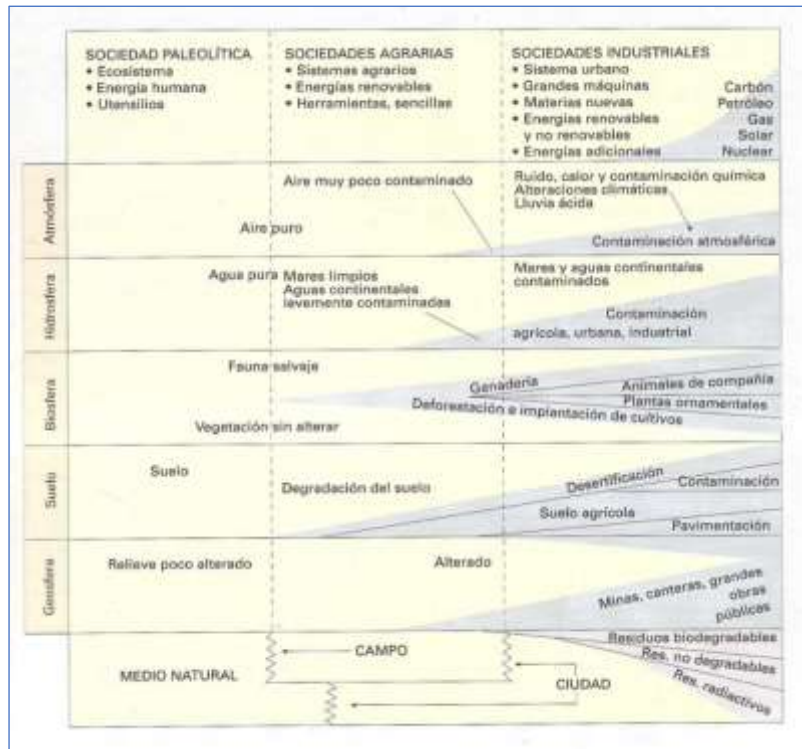 SOCIEDAD PALEOLÍTICA
• Ecosistema
• Energía humana
• Utensilios
SOCIEDADES AGRARIAS
• Sistemas agrarios
• Energías renovables
• Herramientas, sencillas
SOCIEDADES INDUSTRIALES
• Sistema urbano
• Grandes máquinas
• Materias nuevas
• Energías renovables
y no renovables
• Energías adicionales
Carbón
Petróleo
Gas
Solar
Nuclear
Atmósfera
Aire puro
Aire muy poco contaminado
Ruido, calor y contaminación química
Alteraciones climáticas
Lluvia ácida
Contaminación atmosférica
Hidrosfera
Agua pura
Mares limpios
Aguas continentales
levemente contaminadas
Mares y aguas continentales
contaminados
Contaminación
agrícola, urbana, industrial
Biosfera
Fauna salvaje
Vegetación sin alterar
Ganadería
Animales de compañía
Plantas ornamentales
Deforestación e implantación de cultivos
Suelo
Suelo
Degradación del suelo
Desertificación
Contaminación
Suelo agrícola
Pavimentación
Geosfera
Relieve poco alterado
Alterado
Minas, canteras, grandes
obras
públicas
MEDIO NATURAL
CAMPO
CIUDAD
Residuos biodegradables
Res. no degradables
Res. radiactivos